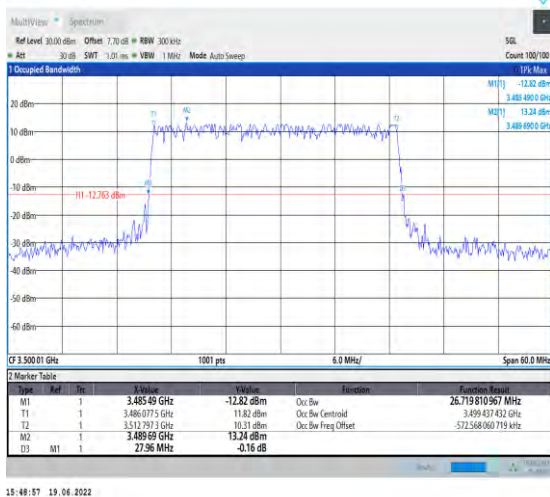 MultiView Spectrum
Ref Level 30.00 dBm Offset 7.70 dB RBW 300 kHz SGL
Att 30 dB SWT 1.01 ms VBW 1 MHz Mode Auto Sweep Count 100/100
1 Occupied Bandwidth 1Pk Max
M1[1] -12.82 dBm
3.485 490 0 GHz
20 dBm
M2[1] 13.24 dBm
3.489 690 0 GHz
T1 M2 T2
10 dBm
0 dBm
-10 dBm
M1 D3
H1 -12.763 dBm
-20 dBm
-30 dBm
-40 dBm
-50 dBm
-60 dBm
CF 3.500 01 GHz 1001 pts 6.0 MHz/ Span 60.0 MHz
2 Marker Table
Type Ref Trc X-Value Y-Value Function Function Result
M1 1 3.485 49 GHz -12.82 dBm Occ Bw 26.719 810 967 MHz
T1 1 3.486 077 5 GHz 11.82 dBm Occ Bw Centroid 3.499 437 432 GHz
T2 1 3.512 797 3 GHz 10.31 dBm Occ Bw Freq Offset -572.568 060 719 kHz
M2 1 3.489 69 GHz 13.24 dBm
D3 M1 1 27.96 MHz -0.16 dB
15:48:57 19.06.2022